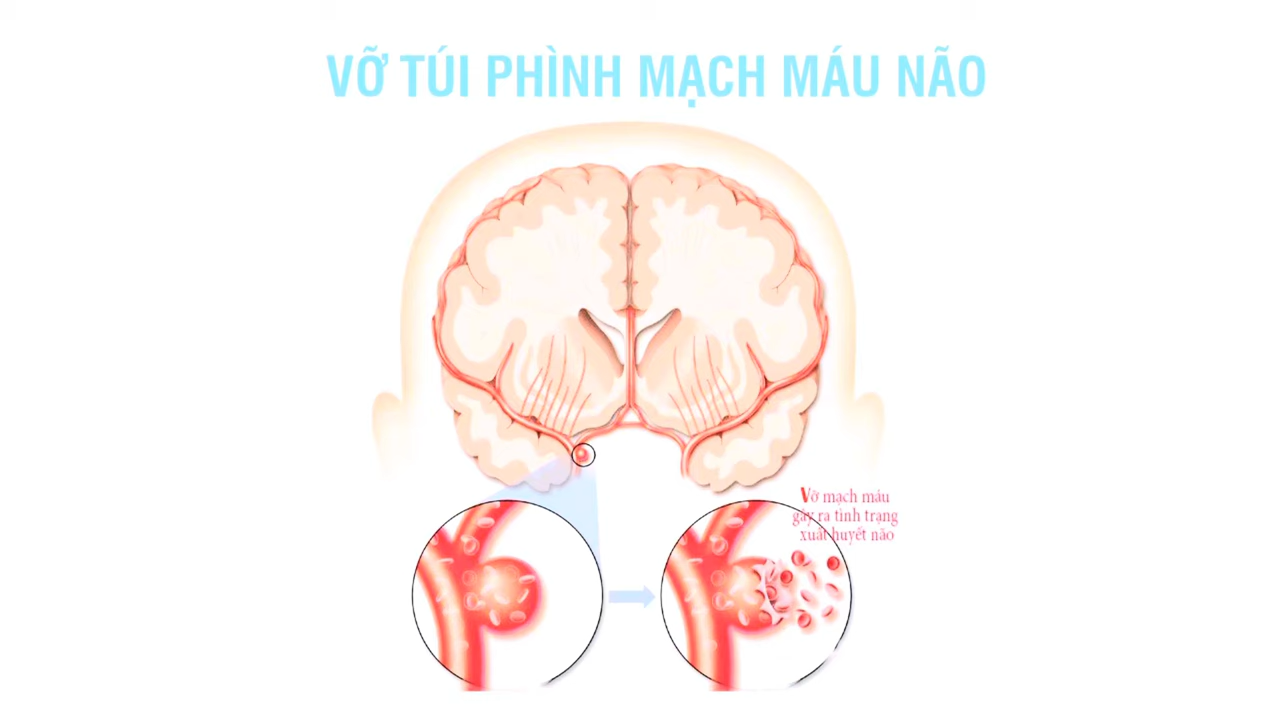 VỠ TÚI PHÌNH MẠCH MÁU NÃO
Vỡ mạch máu
gây ra tình trạng
xuất huyết não